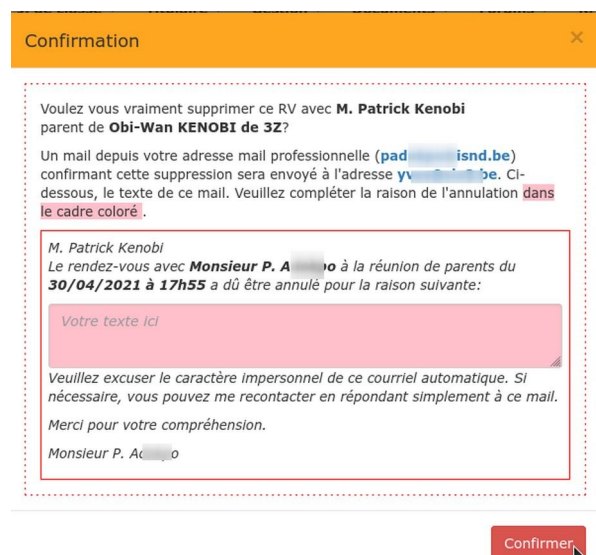 Confirmation ×
Voulez vous vraiment supprimer ce RV avec M. Patrick Kenobi
parent de Obi-Wan KENOBI de 3Z?
Un mail depuis votre adresse mail professionnelle (pad isnd.be)
confirmant cette suppression sera envoyé à l'adresse be. Ci-
dessous, le texte de ce mail. Veuillez compléter la raison de l'annulation dans
le cadre coloré .
M. Patrick Kenobi
Le rendez-vous avec Monsieur P. à la réunion de parents du
30/04/2021 à 17h55 a dû être annulé pour la raison suivante:
Votre texte ici
Veuillez excuser le caractère impersonnel de ce courriel automatique. Si
nécessaire, vous pouvez me recontacter en répondant simplement à ce mail.
Merci pour votre compréhension.
Monsieur P.
Confirmer